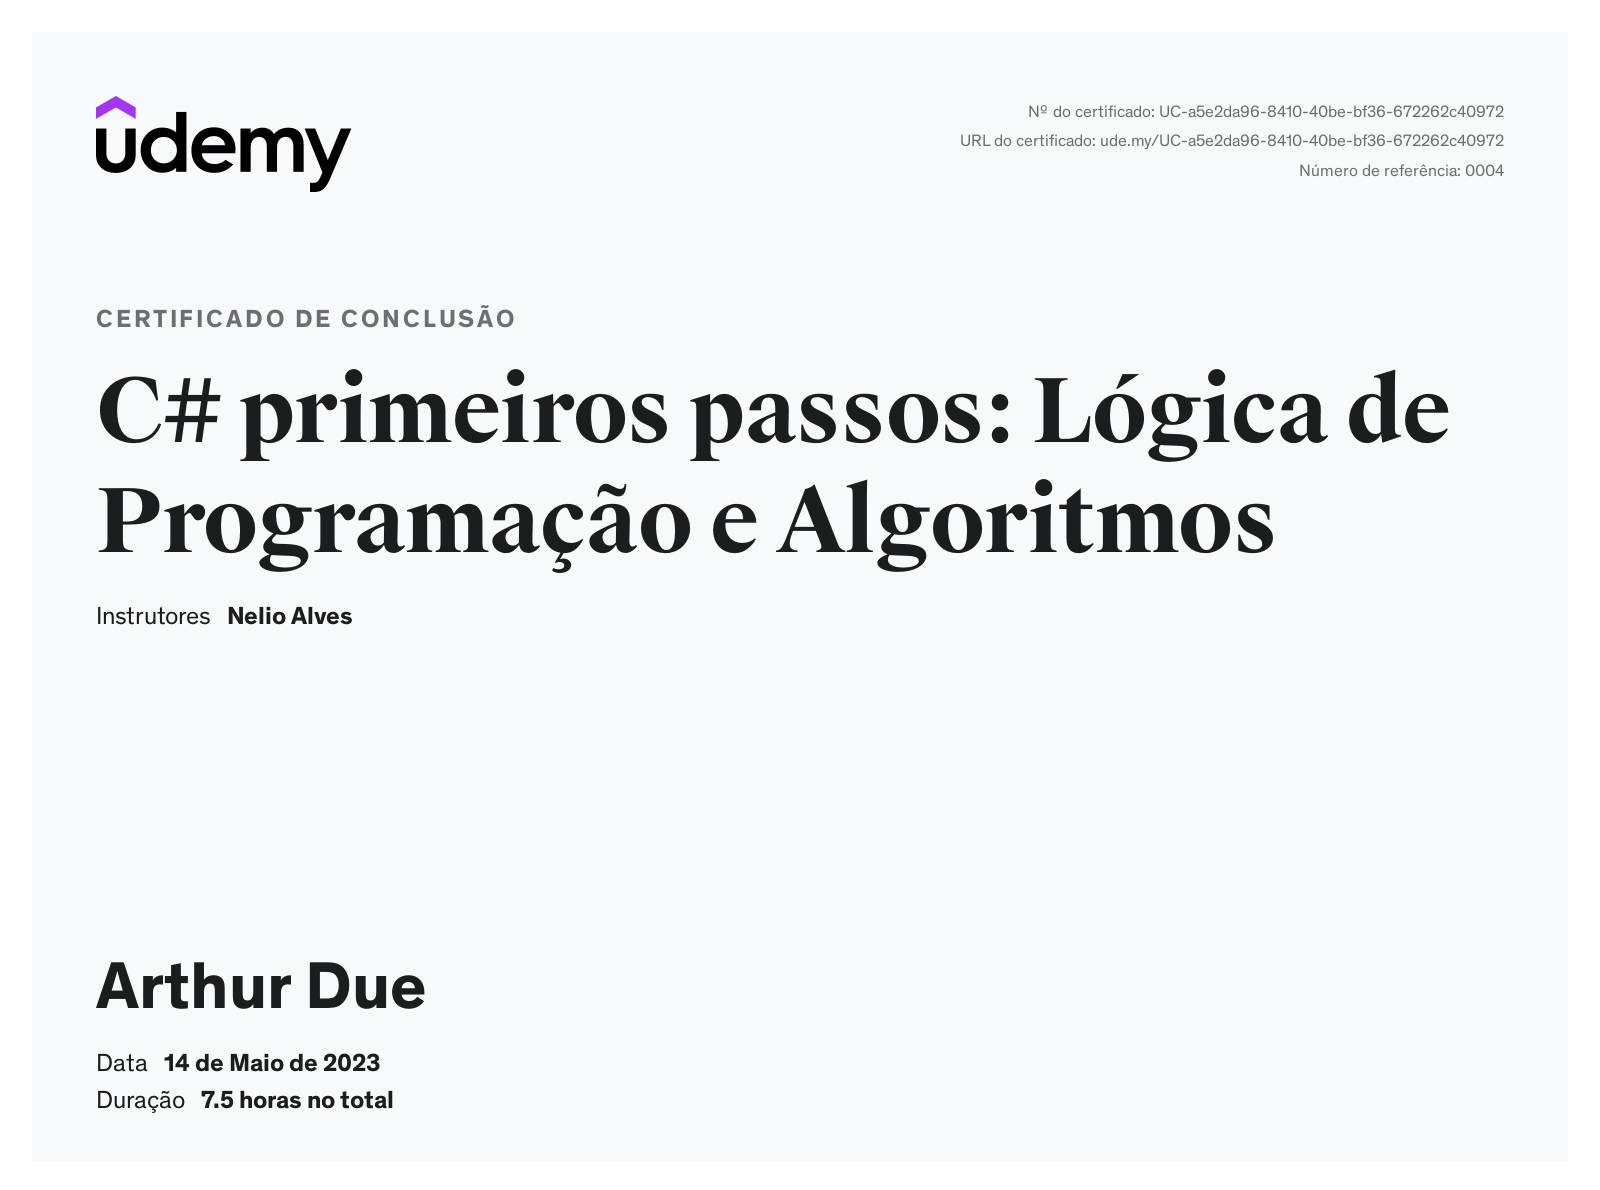 udemy
Nº do certificado: UC-a5e2da96-8410-40be-bf36-672262c40972
URL do certificado: ude.my/UC-a5e2da96-8410-40be-bf36-672262c40972
Número de referência: 0004
CERTIFICADO DE CONCLUSÃO
C# primeiros passos: Lógica de
Programação e Algoritmos
Instrutores Nelio Alves
Arthur Due
Data 14 de Maio de 2023
Duração 7.5 horas no total